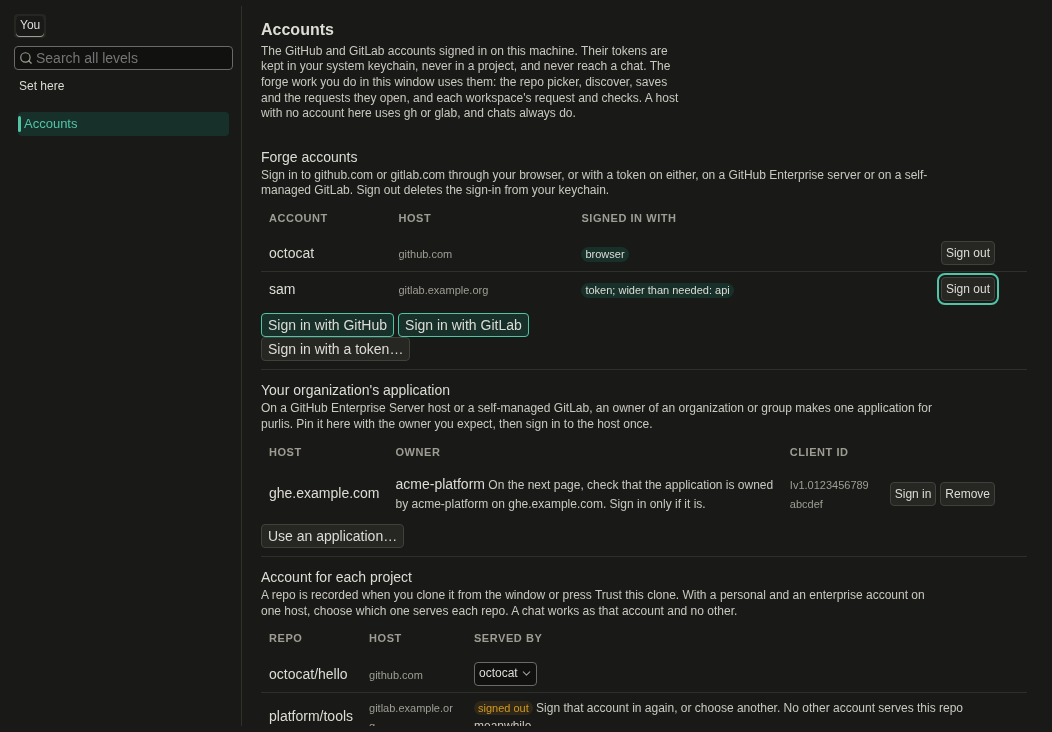 You
Search all levels
Set here
Accounts
Accounts
The GitHub and GitLab accounts signed in on this machine. Their tokens are
kept in your system keychain, never in a project, and never reach a chat. The
forge work you do in this window uses them: the repo picker, discover, saves
and the requests they open, and each workspace's request and checks. A host
with no account here uses gh or glab, and chats always do.
Forge accounts
Sign in to github.com or gitlab.com through your browser, or with a token on either, on a GitHub Enterprise server or on a self-
managed GitLab. Sign out deletes the sign-in from your keychain.
ACCOUNT HOST SIGNED IN WITH
octocat github.com browser Sign out
sam gitlab.example.org token; wider than needed: api Sign out
Sign in with GitHub Sign in with GitLab
Sign in with a token…
Your organization's application
On a GitHub Enterprise Server host or a self-managed GitLab, an owner of an organization or group makes one application for
purlis. Pin it here with the owner you expect, then sign in to the host once.
HOST OWNER CLIENT ID
ghe.example.com acme-platform On the next page, check that the application is owned
by acme-platform on ghe.example.com. Sign in only if it is.
Iv1.0123456789
abcdef
Sign in Remove
Use an application…
Account for each project
A repo is recorded when you clone it from the window or press Trust this clone. With a personal and an enterprise account on
one host, choose which one serves each repo. A chat works as that account and no other.
REPO HOST SERVED BY
octocat/hello github.com octocat
platform/tools gitlab.example.or
signed out Sign that account in again, or choose another. No other account serves this repo
meanwhile